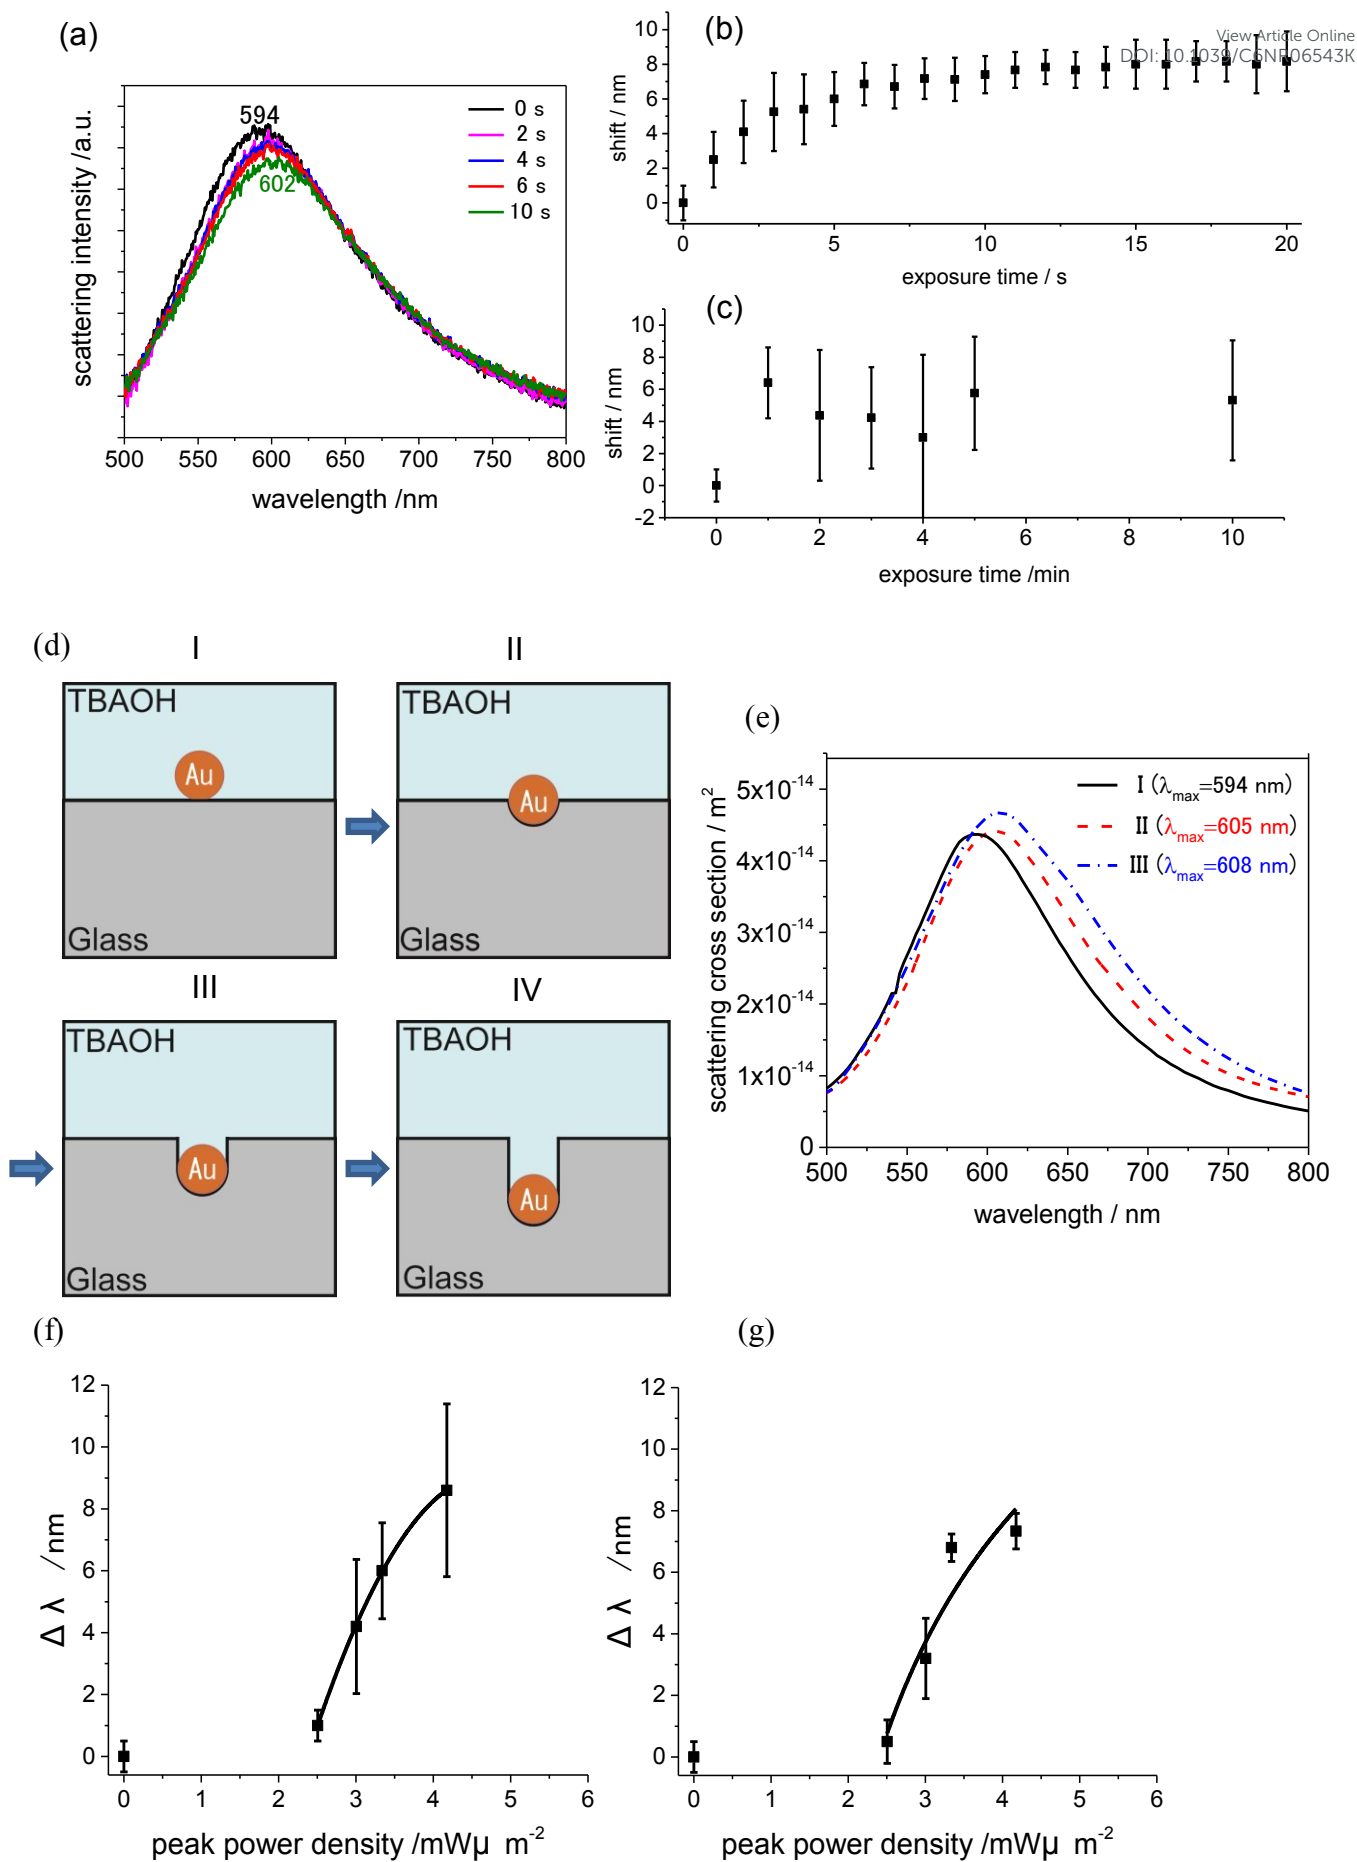 (a)
scattering intensity /a.u.
594
602
0 s
2 s
4 s
6 s
10 s
500 550 600 650 700 750 800
wavelength /nm
(b)
View Article Online
DOI: 10.1039/C6NR06543K
shift / nm
10
8
6
4
2
0
0 5 10 15 20
exposure time / s
(c)
shift / nm
10
8
6
4
2
0
-2
0 2 4 6 8 10
exposure time /min
(d)
I
TBAOH
Au
Glass
II
TBAOH
Au
Glass
III
TBAOH
Au
Glass
IV
TBAOH
Au
Glass
(e)
scattering cross section / m²
5x10⁻¹⁴
4x10⁻¹⁴
3x10⁻¹⁴
2x10⁻¹⁴
1x10⁻¹⁴
0
I (λmax=594 nm)
II (λmax=605 nm)
III (λmax=608 nm)
500 550 600 650 700 750 800
wavelength / nm
(f)
Δ λ /nm
12
10
8
6
4
2
0
0 1 2 3 4 5 6
peak power density /mWμ m⁻²
(g)
Δ λ /nm
12
10
8
6
4
2
0
0 1 2 3 4 5 6
peak power density /mWμ m⁻²